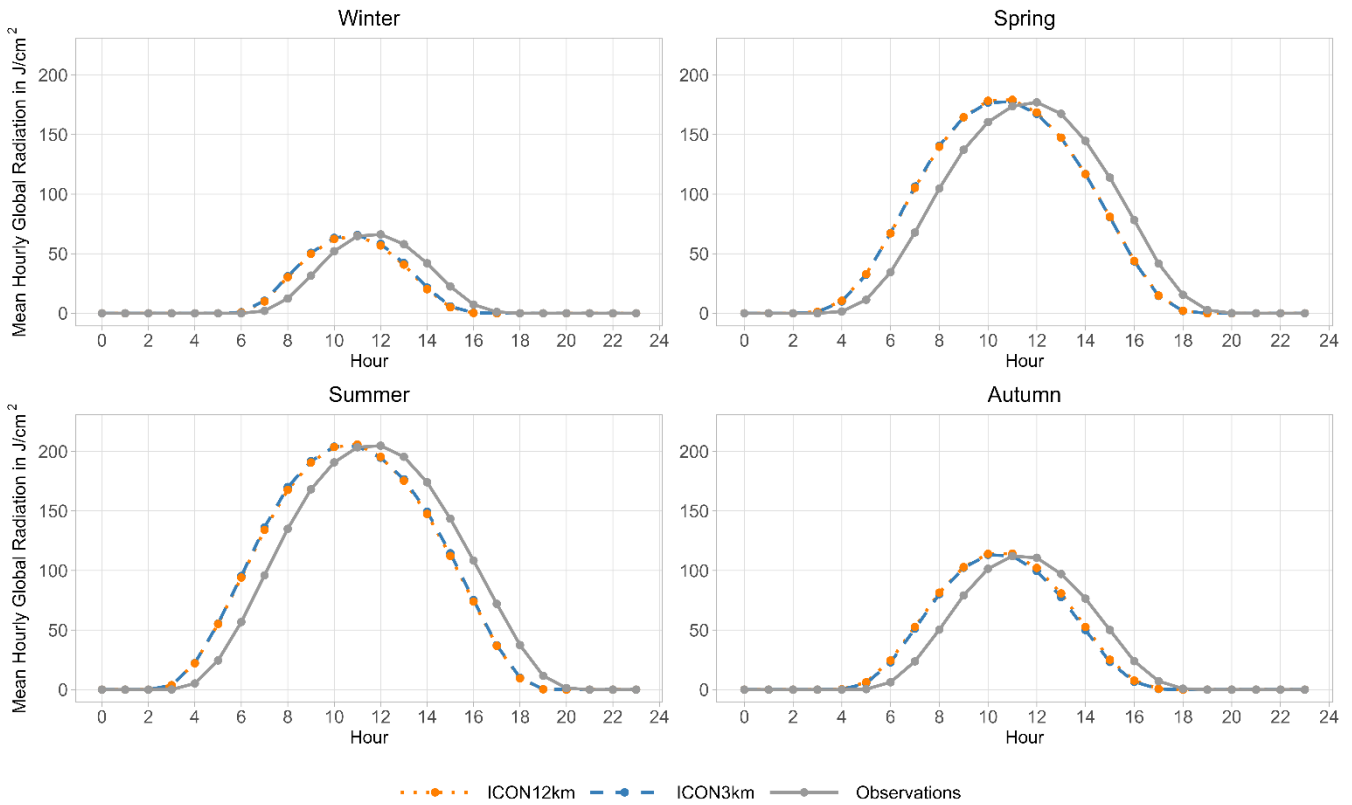 Winter
Spring
Mean Hourly Global Radiation in J/cm²
200
150
100
50
0
0 2 4 6 8 10 12 14 16 18 20 22 24
Hour
200
150
100
50
0
0 2 4 6 8 10 12 14 16 18 20 22 24
Hour
Summer
Autumn
Mean Hourly Global Radiation in J/cm²
200
150
100
50
0
0 2 4 6 8 10 12 14 16 18 20 22 24
Hour
200
150
100
50
0
0 2 4 6 8 10 12 14 16 18 20 22 24
Hour
ICON12km ICON3km Observations